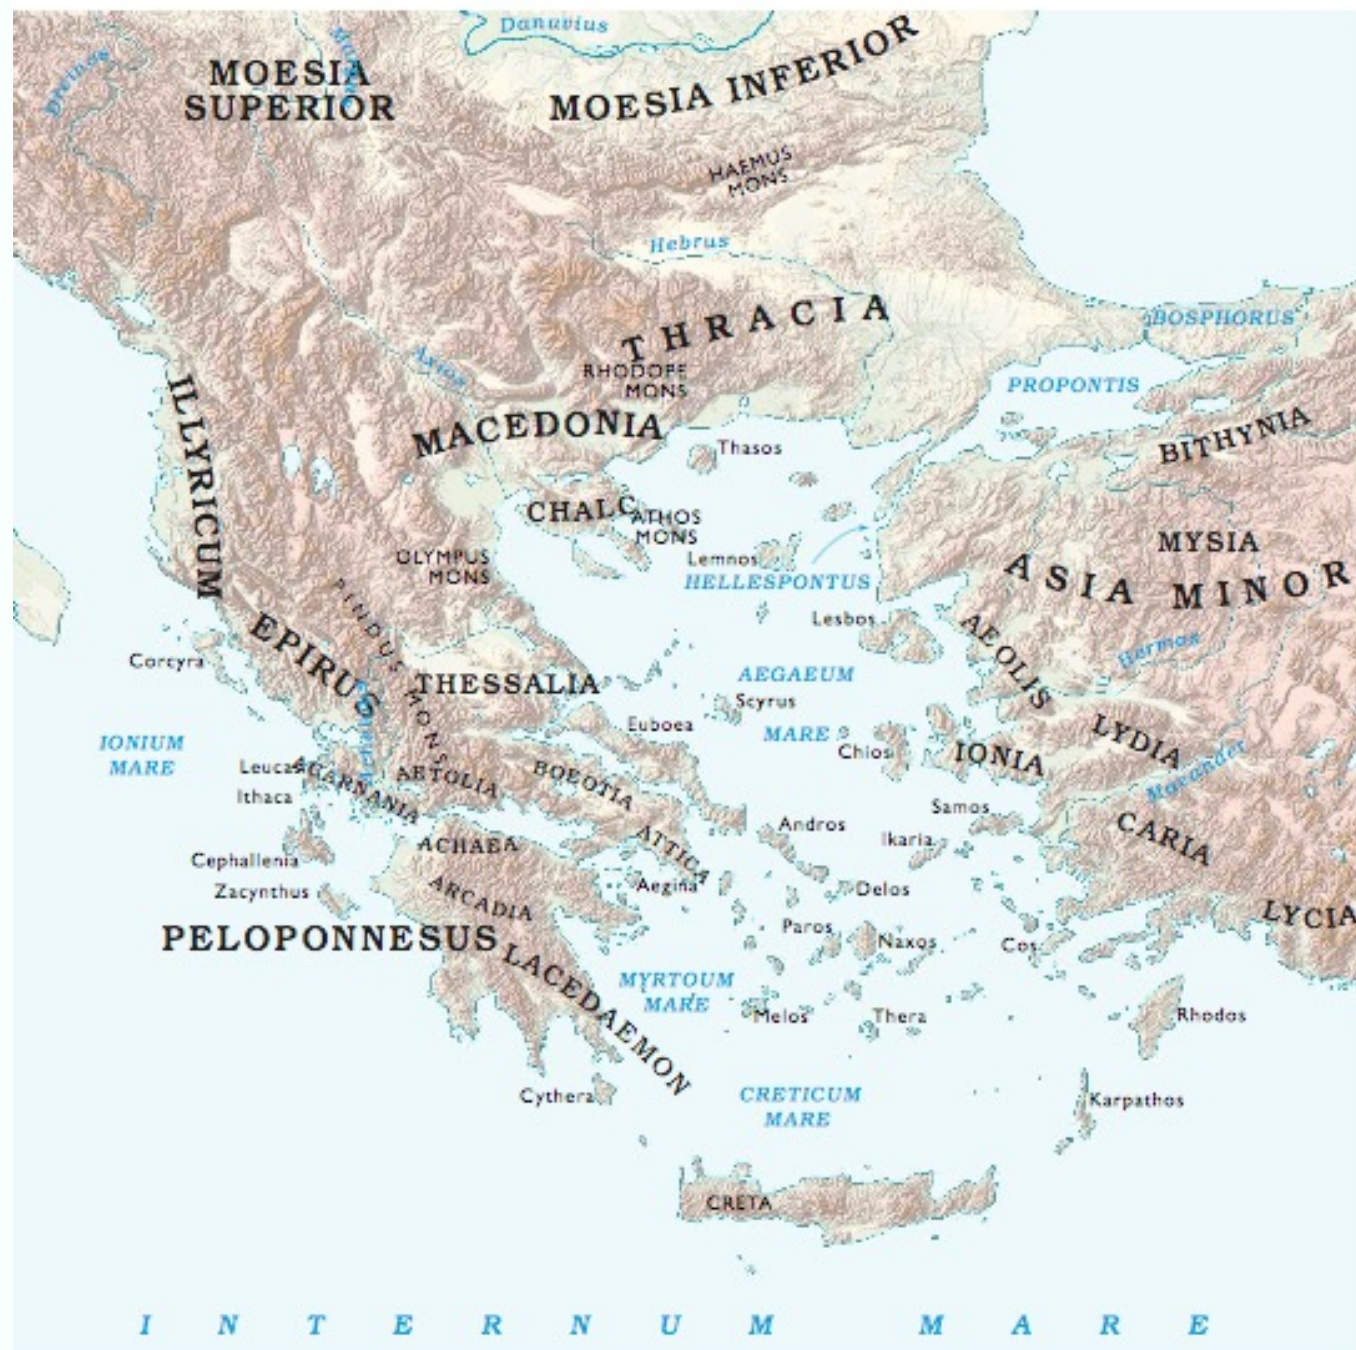 Danuvius
MOESIA
SUPERIOR
MOESIA INFERIOR
Drinus
HAEMUS
MONS
Hebrus
THRACIA
BOSPHORUS
Axios
RHODOPE
MONS
PROPONTIS
ILLYRICUM
MACEDONIA
BITHYNIA
Thasos
CHALC
ATHOS
MONS
MYSIA
OLYMPUS
MONS
Lemnos
HELLESPONTUS
ASIA MINOR
PINDUS MONS
Lesbos
EPIRUS
AEOLIS
Hermos
Corcyra
THESSALIA
AEGAEUM
MARE
Scyrus
Euboea
LYDIA
IONIUM
MARE
Chios
IONIA
Leucas
ACARNANIA
AETOLIA
BOEOTIA
Maeander
Ithaca
Samos
Andros
Ikaria
CARIA
ACHAEA
ATTICA
Cephallenia
Zacynthus
ARCADIA
Aegina
Delos
LYCIA
PELOPONNESUS
Paros
Naxos
Cos
LACEDAEMON
MYRTOUM
MARE
Melos
Thera
Rhodos
Cythera
CRETICUM
MARE
Karpathos
CRETA
INTERNUM MARE